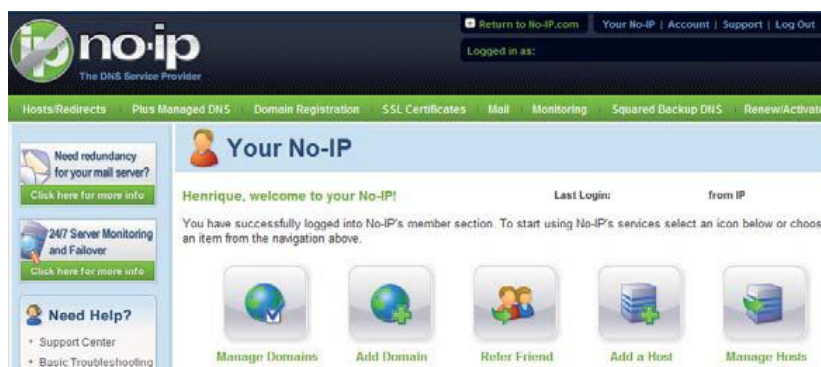 Return to No-IP.com
Your No-IP | Account | Support | Log Out
no·ip
The DNS Service Provider
Logged in as:
Hosts/Redirects Plus Managed DNS Domain Registration SSL Certificates Mail Monitoring Squared Backup DNS Renew/Activate
Need redundancy
for your mail server?
Click here for more info
24/7 Server Monitoring
and Failover
Click here for more info
Need Help?
Support Center
Basic Troubleshooting
Your No-IP
Henrique, welcome to your No-IP! Last Login: from IP
You have successfully logged into No-IP's member section. To start using No-IP's services select an icon below or choos
an item from the navigation above.
Manage Domains Add Domain Refer Friend Add a Host Manage Hosts